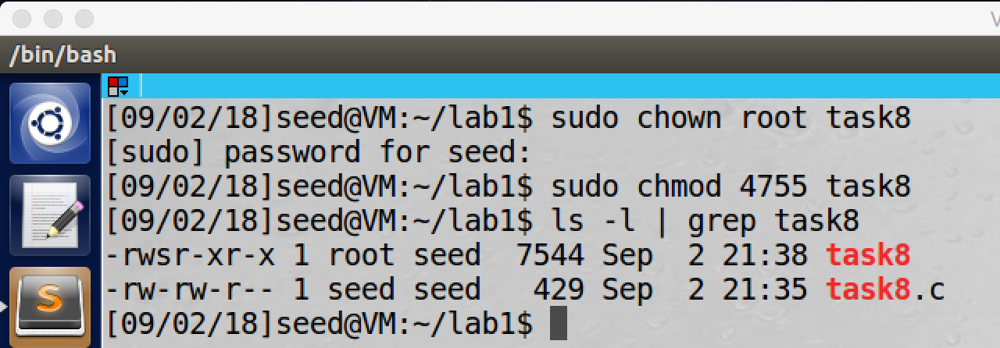 /bin/bash
[09/02/18]seed@VM:~/lab1$ sudo chown root task8
[sudo] password for seed:
[09/02/18]seed@VM:~/lab1$ sudo chmod 4755 task8
[09/02/18]seed@VM:~/lab1$ ls -l | grep task8
-rwsr-xr-x 1 root seed  7544 Sep  2 21:38 task8
-rw-rw-r-- 1 seed seed   429 Sep  2 21:35 task8.c
[09/02/18]seed@VM:~/lab1$